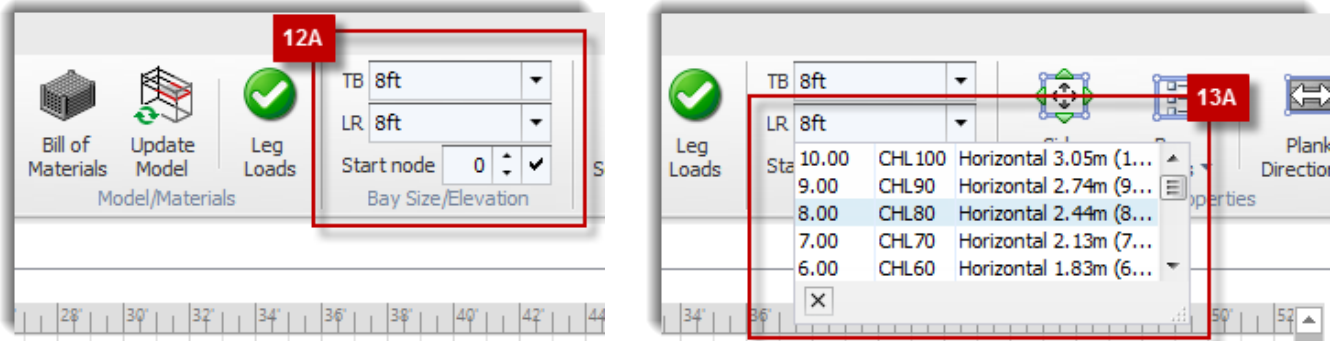 12A
TB 8ft
LR 8ft
Start node 0
Bill of Materials
Update Model
Leg Loads
Model/Materials
Bay Size/Elevation
28' 30' 32' 34' 36' 38' 40' 42' 44
13A
TB 8ft
LR 8ft
Leg Loads
Sta
Plank
Direction
perties
10.00 CHL100 Horizontal 3.05m (1...
9.00 CHL90 Horizontal 2.74m (9...
8.00 CHL80 Horizontal 2.44m (8...
7.00 CHL70 Horizontal 2.13m (7...
6.00 CHL60 Horizontal 1.83m (6...
34' 36' 50' 52'